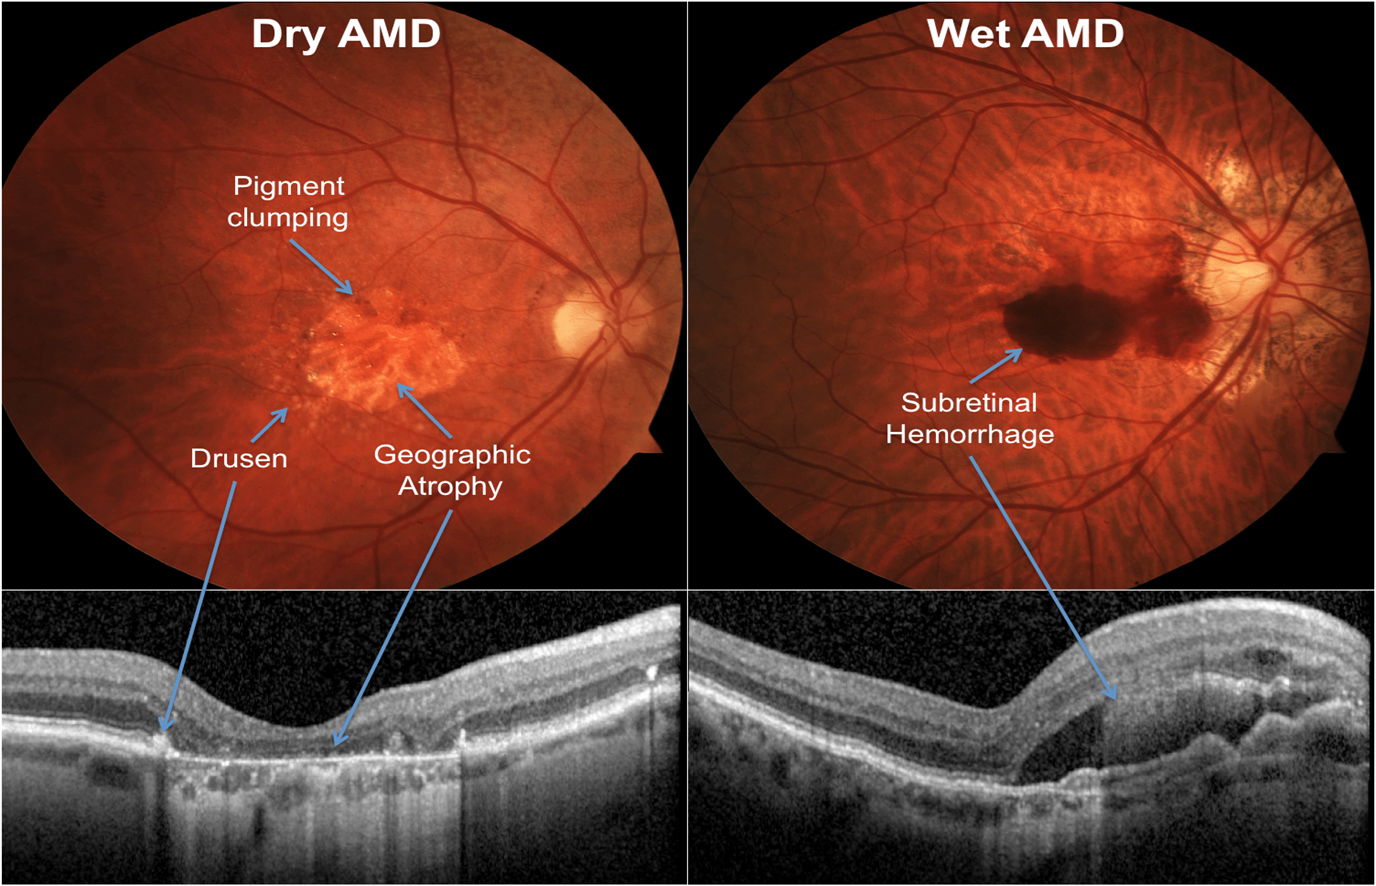 Dry AMD
Pigment
clumping
Drusen
Geographic
Atrophy
Wet AMD
Subretinal
Hemorrhage